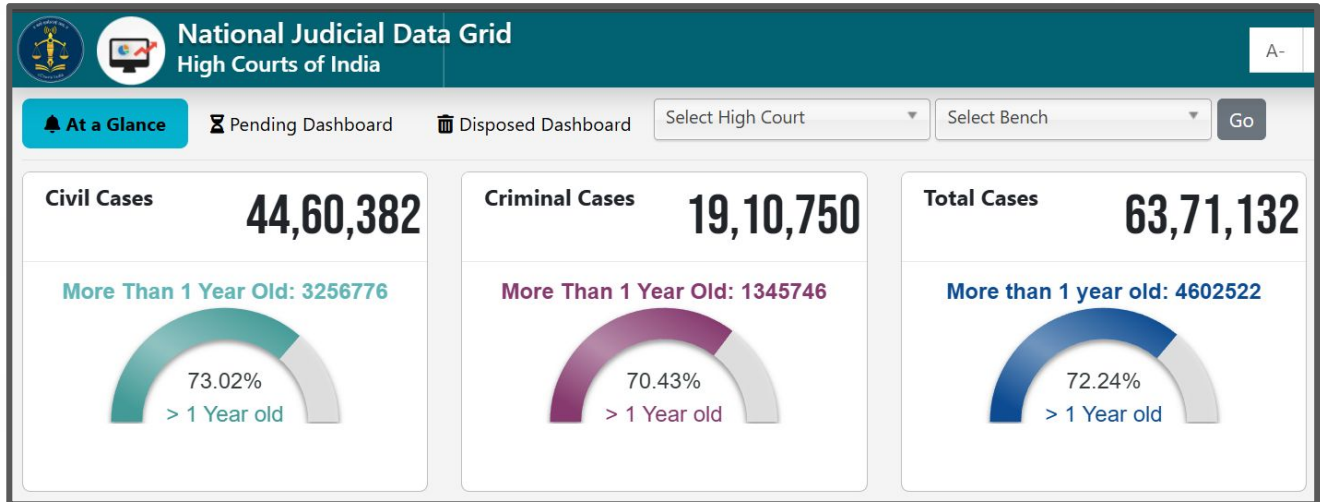 National Judicial Data Grid
High Courts of India
A-
At a Glance
Pending Dashboard
Disposed Dashboard
Select High Court
Select Bench
Go
Civil Cases
44,60,382
More Than 1 Year Old: 3256776
73.02%
> 1 Year old
Criminal Cases
19,10,750
More Than 1 Year Old: 1345746
70.43%
> 1 Year old
Total Cases
63,71,132
More than 1 year old: 4602522
72.24%
> 1 Year old